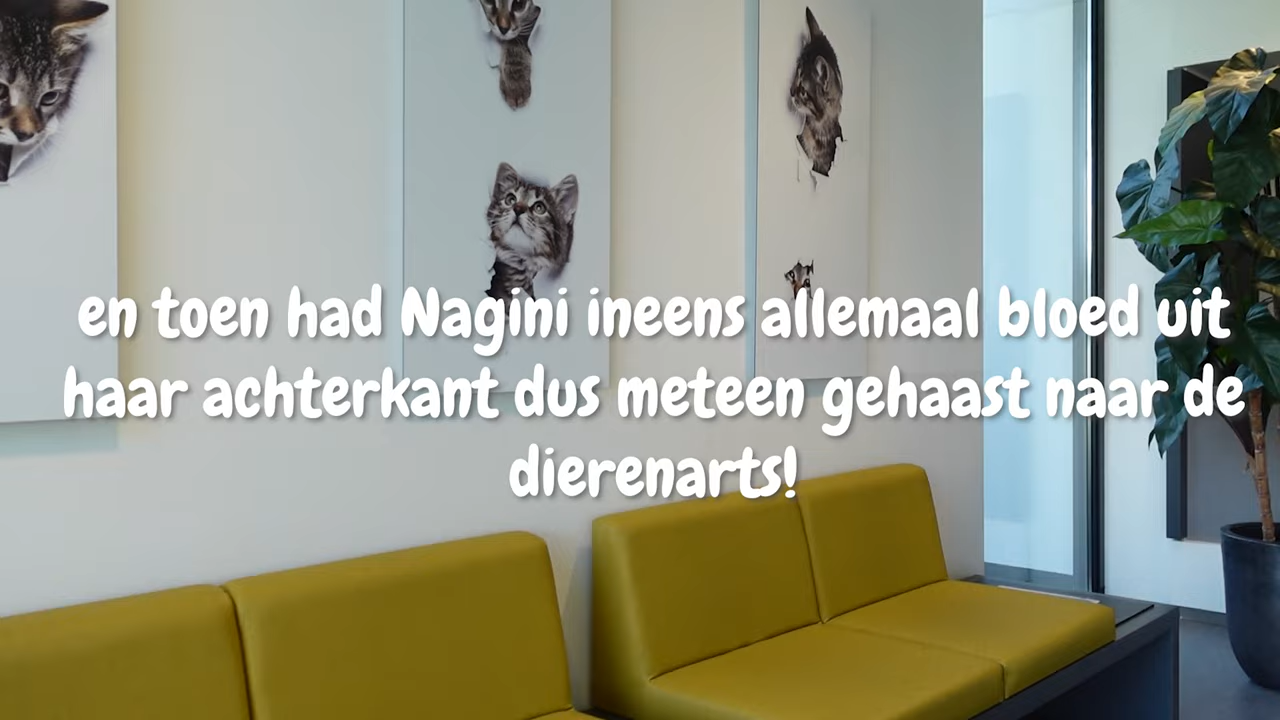 en toen had Nagini ineens allemaal bloed uit
haar achterkant dus meteen gehaast naar de
dierenarts!